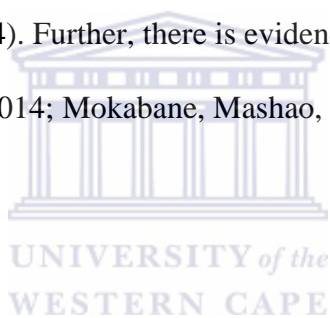 4). Further, there is eviden
014; Mokabane, Mashao,
UNIVERSITY of the
WESTERN CAPE